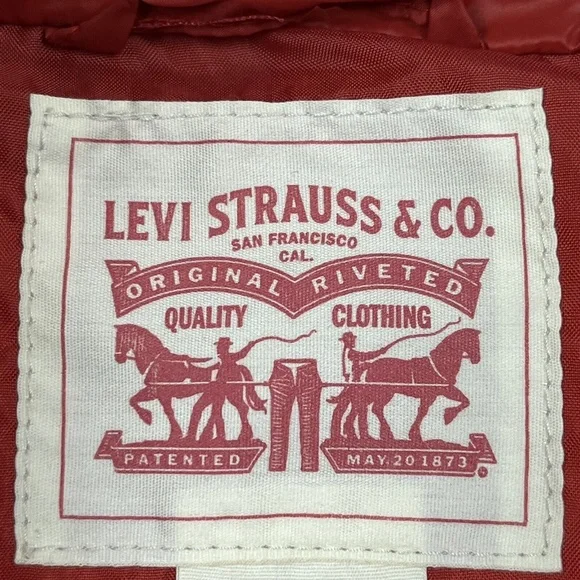 LEVI STRAUSS & CO.
SAN FRANCISCO
CAL.
ORIGINAL RIVETED
QUALITY CLOTHING
PATENTED MAY 20 1873
®